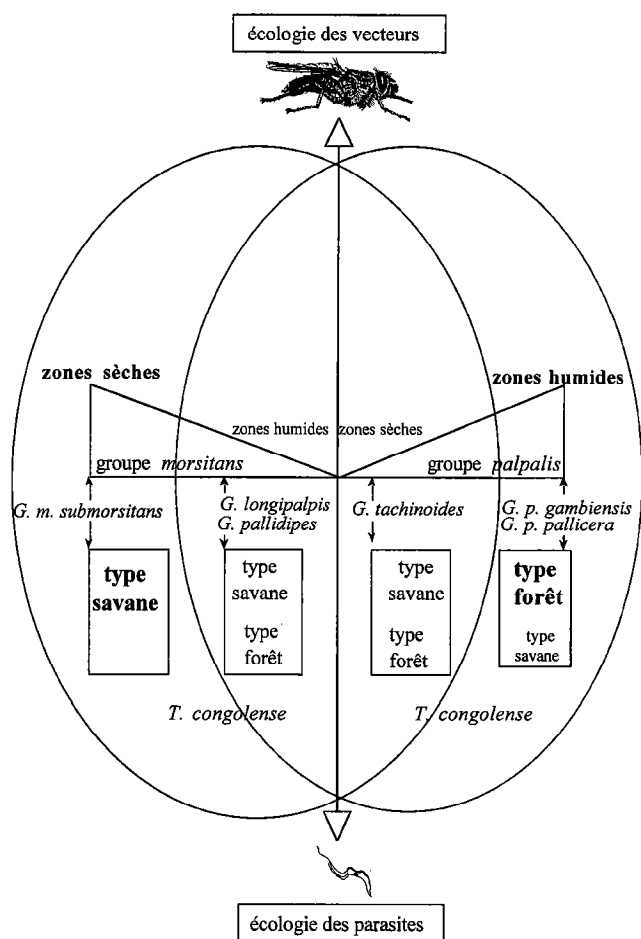 écologie des vecteurs
zones sèches
zones humides
zones humides
zones sèches
groupe morsitans
groupe palpalis
G. m. submorsitans
G. longipalpis
G. pallidipes
G. tachinoides
G. p. gambiensis
G. p. pallicera
type
savane
type
savane
type
forêt
type
savane
type
forêt
type
forêt
type
savane
T. congolense
T. congolense
écologie des parasites